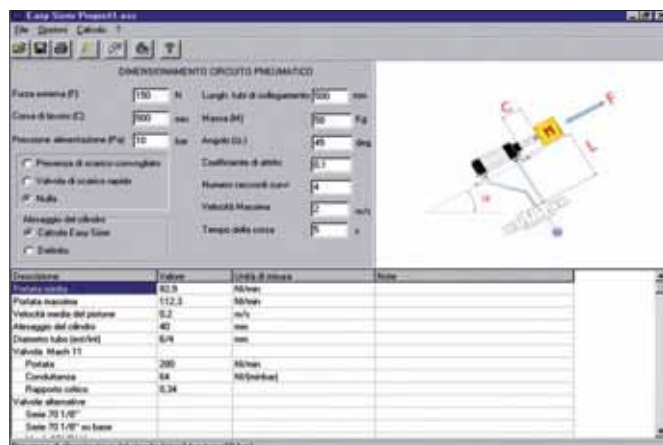 Easy Sizer Project1.esz
File Opzioni Calcolo ?
DIMENSIONAMENTO CIRCUITO PNEUMATICO
Forza esterna (F) 150 N
Corsa di lavoro (C) 500 mm
Pressione alimentazione (Pa) 10 bar
Presenza di scarico convogliato
Valvola di scarico rapido
Nulla
Alesaggio del cilindro
Calcolo Easy Sizer
Definito
Lungh. tubi di collegamento 500 mm
Massa (M) 50 Kg
Angolo 45 deg
Coefficiente di attrito 0,1
Numero raccordi curvi 4
Velocità Massima 2 m/s
Tempo della corsa 5 s
C
F
M
L
Descrizione Valore Unità di misura Note
Portata media 82,9 Nl/min
Portata massima 112,3 Nl/min
Velocità media del pistone 0,2 m/s
Alesaggio del cilindro 40 mm
Diametro tubo (est/int) 6/4 mm
Valvola Mach 11
Portata 200 Nl/min
Conduttanza 64 Nl/(minbar)
Rapporto critico 0,34
Valvole alternative
Serie 70 1/8"
Serie 70 1/8" su base